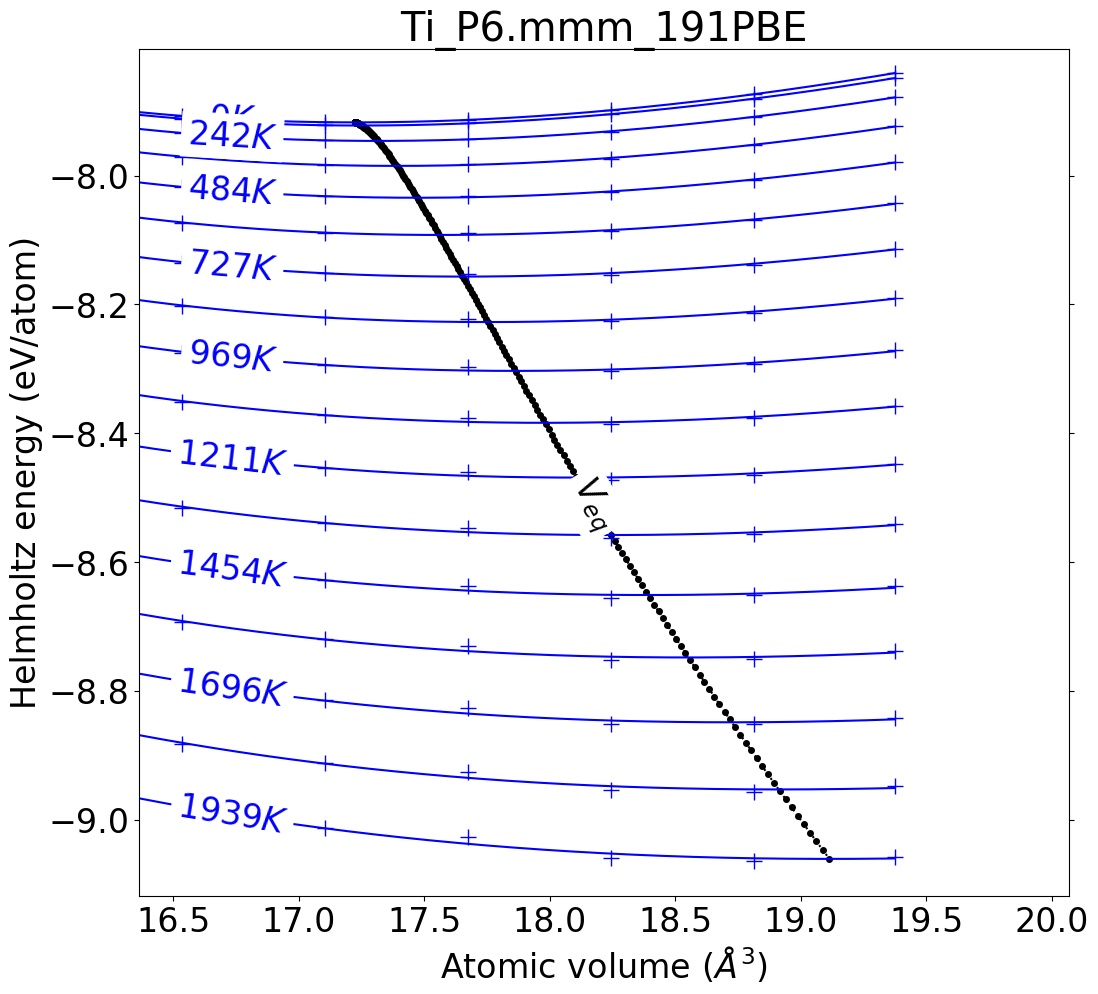 Ti_P6.mmm_191PBE
Helmholtz energy (eV/atom)
−8.0
−8.2
−8.4
−8.6
−8.8
−9.0
0K
242K
484K
727K
969K
1211K
1454K
1696K
1939K
V_eq
16.5 17.0 17.5 18.0 18.5 19.0 19.5 20.0
Atomic volume (Å³)